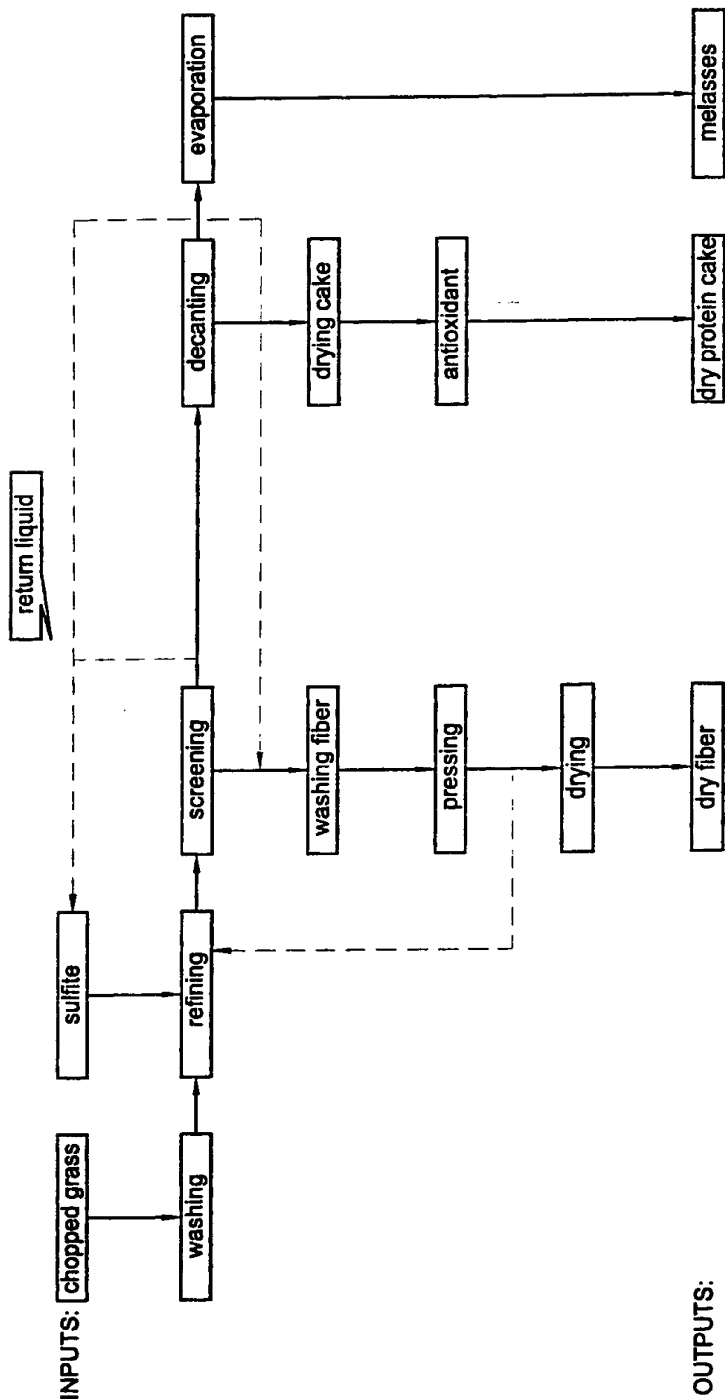 INPUTS:
chopped grass
sulfite
return liquid
washing
refining
screening
decanting
evaporation
washing fiber
drying cake
pressing
antioxidant
drying
OUTPUTS:
dry fiber
dry protein cake
melasses